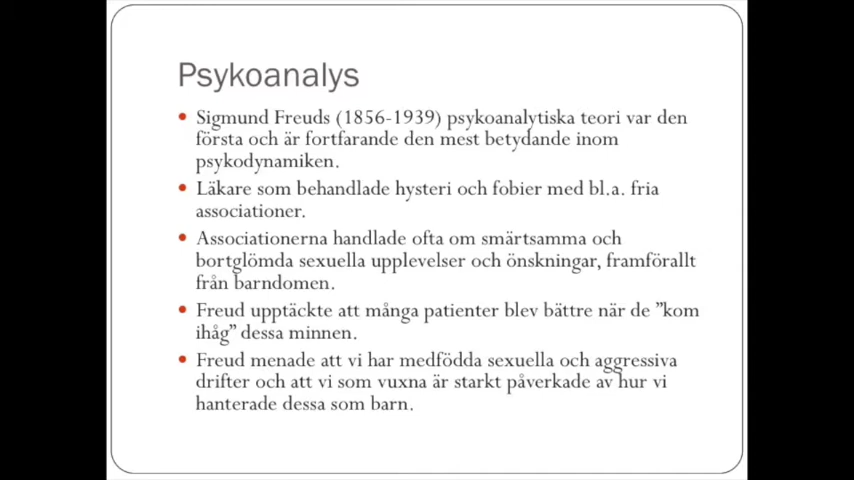 Psykoanalys
• Sigmund Freuds (1856-1939) psykoanalytiska teori var den
första och är fortfarande den mest betydande inom
psykodynamiken.
• Läkare som behandlade hysteri och fobier med bl.a. fria
associationer.
• Associationerna handlade ofta om smärtsamma och
bortglömda sexuella upplevelser och önskningar, framförallt
från barndomen.
• Freud upptäckte att många patienter blev bättre när de ”kom
ihåg” dessa minnen.
• Freud menade att vi har medfödda sexuella och aggressiva
drifter och att vi som vuxna är starkt påverkade av hur vi
hanterade dessa som barn.